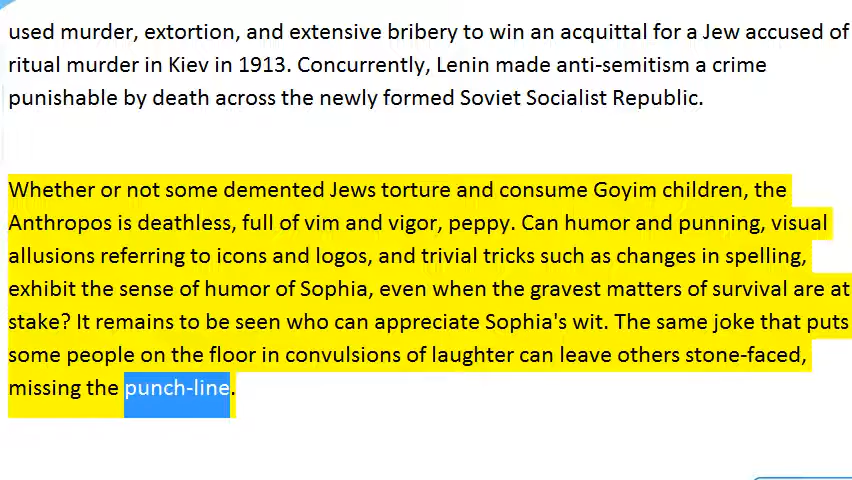 used murder, extortion, and extensive bribery to win an acquittal for a Jew accused of
ritual murder in Kiev in 1913. Concurrently, Lenin made anti-semitism a crime
punishable by death across the newly formed Soviet Socialist Republic.
Whether or not some demented Jews torture and consume Goyim children, the
Anthropos is deathless, full of vim and vigor, peppy. Can humor and punning, visual
allusions referring to icons and logos, and trivial tricks such as changes in spelling,
exhibit the sense of humor of Sophia, even when the gravest matters of survival are at
stake? It remains to be seen who can appreciate Sophia's wit. The same joke that puts
some people on the floor in convulsions of laughter can leave others stone-faced,
missing the punch-line.